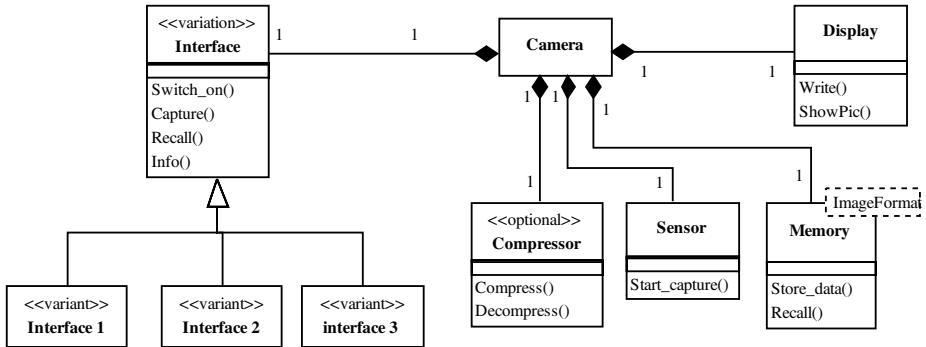 <<variation>>
Interface
Switch_on()
Capture()
Recall()
Info()
1
1
Camera
1
1
Display
Write()
ShowPic()
1
1
1
1
1
1
<<optional>>
Compressor
Compress()
Decompress()
Sensor
Start_capture()
ImageFormat
Memory
Store_data()
Recall()
<<variant>>
Interface 1
<<variant>>
Interface 2
<<variant>>
interface 3